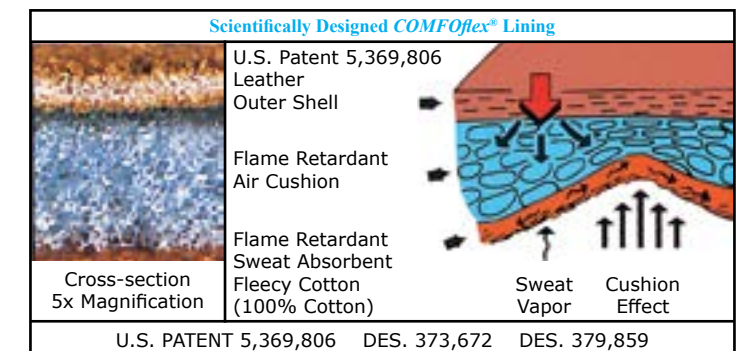 Scientifically Designed COMFOflex® Lining
U.S. Patent 5,369,806
Leather
Outer Shell
Flame Retardant
Air Cushion
Flame Retardant
Sweat Absorbent
Fleecy Cotton
(100% Cotton)
Cross-section
5x Magnification
Sweat
Vapor
Cushion
Effect
U.S. PATENT 5,369,806 DES. 373,672 DES. 379,859